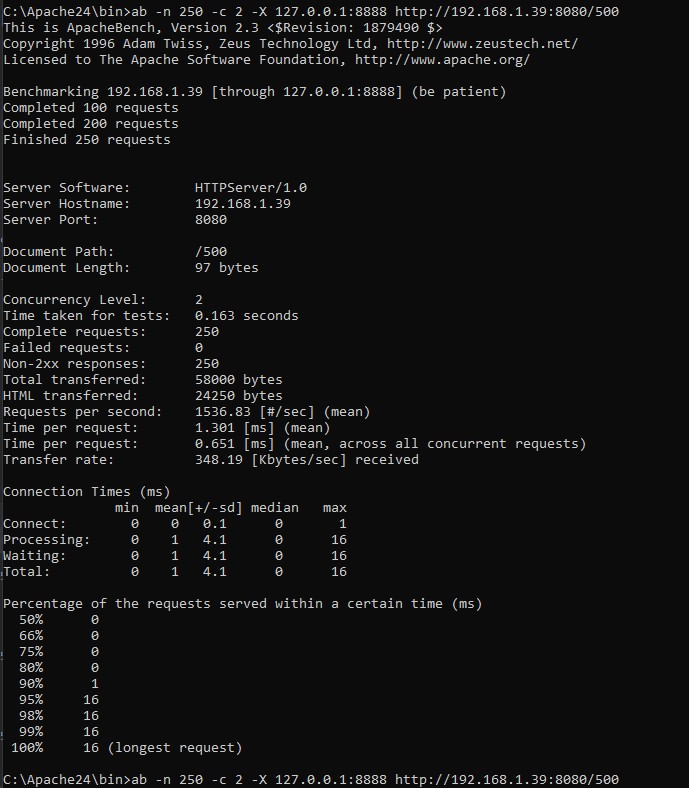 C:\Apache24\bin>ab -n 250 -c 2 -X 127.0.0.1:8888 http://192.168.1.39:8080/500
This is ApacheBench, Version 2.3 <$Revision: 1879490 $>
Copyright 1996 Adam Twiss, Zeus Technology Ltd, http://www.zeustech.net/
Licensed to The Apache Software Foundation, http://www.apache.org/
Benchmarking 192.168.1.39 [through 127.0.0.1:8888] (be patient)
Completed 100 requests
Completed 200 requests
Finished 250 requests
Server Software:        HTTPServer/1.0
Server Hostname:        192.168.1.39
Server Port:            8080
Document Path:          /500
Document Length:        97 bytes
Concurrency Level:      2
Time taken for tests:   0.163 seconds
Complete requests:      250
Failed requests:        0
Non-2xx responses:      250
Total transferred:      58000 bytes
HTML transferred:       24250 bytes
Requests per second:    1536.83 [#/sec] (mean)
Time per request:       1.301 [ms] (mean)
Time per request:       0.651 [ms] (mean, across all concurrent requests)
Transfer rate:          348.19 [Kbytes/sec] received
Connection Times (ms)
              min  mean[+/-sd] median   max
Connect:        0    0   0.1      0       1
Processing:     0    1   4.1      0      16
Waiting:        0    1   4.1      0      16
Total:          0    1   4.1      0      16
Percentage of the requests served within a certain time (ms)
  50%      0
  66%      0
  75%      0
  80%      0
  90%      1
  95%     16
  98%     16
  99%     16
 100%     16 (longest request)
C:\Apache24\bin>ab -n 250 -c 2 -X 127.0.0.1:8888 http://192.168.1.39:8080/500